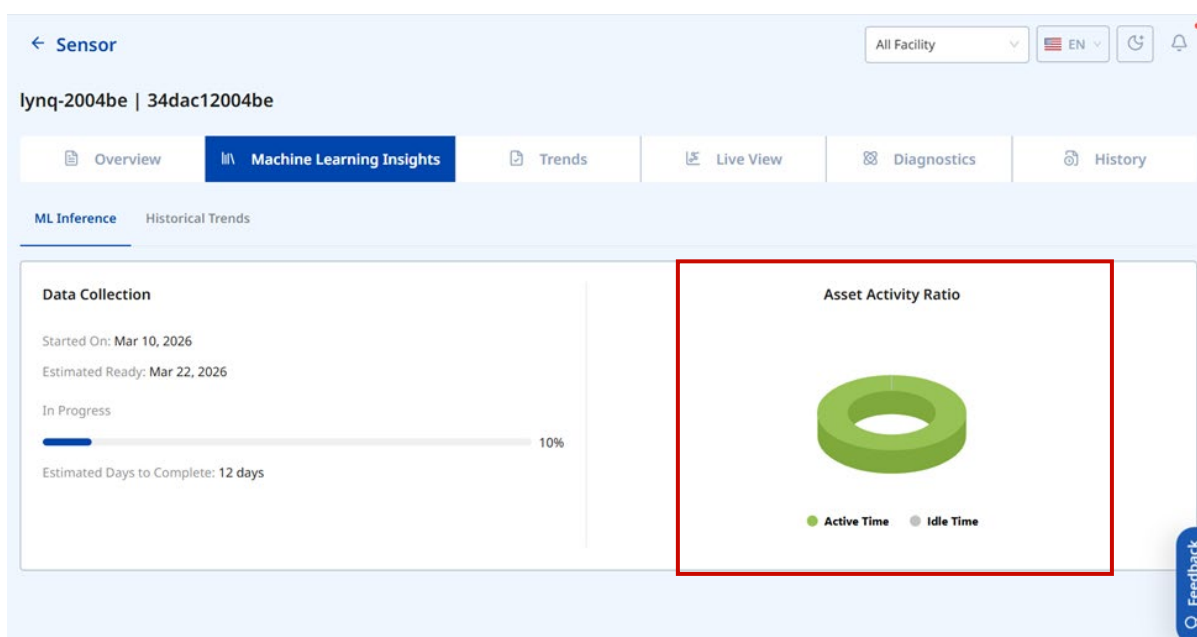 ← Sensor
All Facility
EN
lynq-2004be | 34dac12004be
Overview
Machine Learning Insights
Trends
Live View
Diagnostics
History
ML Inference
Historical Trends
Data Collection
Started On: Mar 10, 2026
Estimated Ready: Mar 22, 2026
In Progress
10%
Estimated Days to Complete: 12 days
Asset Activity Ratio
Active Time
Idle Time
Feedback